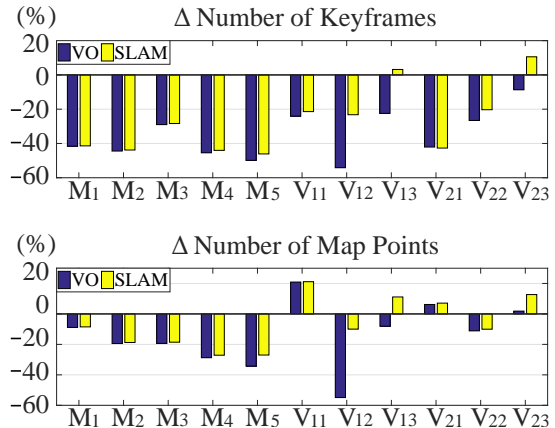 (%) Δ Number of Keyframes
20
VO SLAM
0
-20
-40
-60
M1 M2 M3 M4 M5 V11 V12 V13 V21 V22 V23
(%) Δ Number of Map Points
20
VO SLAM
0
-20
-40
-60
M1 M2 M3 M4 M5 V11 V12 V13 V21 V22 V23